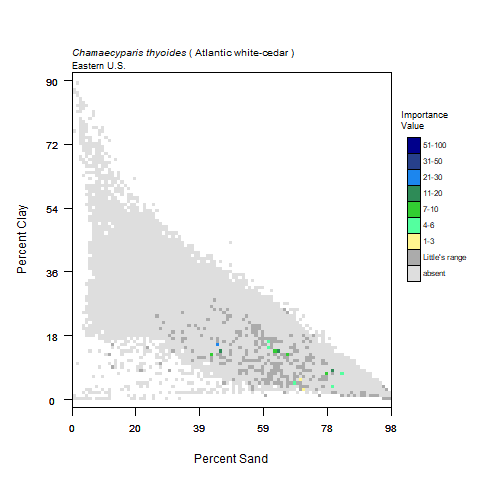 Chamaecyparis thyoides ( Atlantic white-cedar )
Eastern U.S.
90
72
54
36
18
0
Percent Clay
0 20 39 59 78 98
Percent Sand
Importance
Value
51-100
31-50
21-30
11-20
7-10
4-6
1-3
Little's range
absent